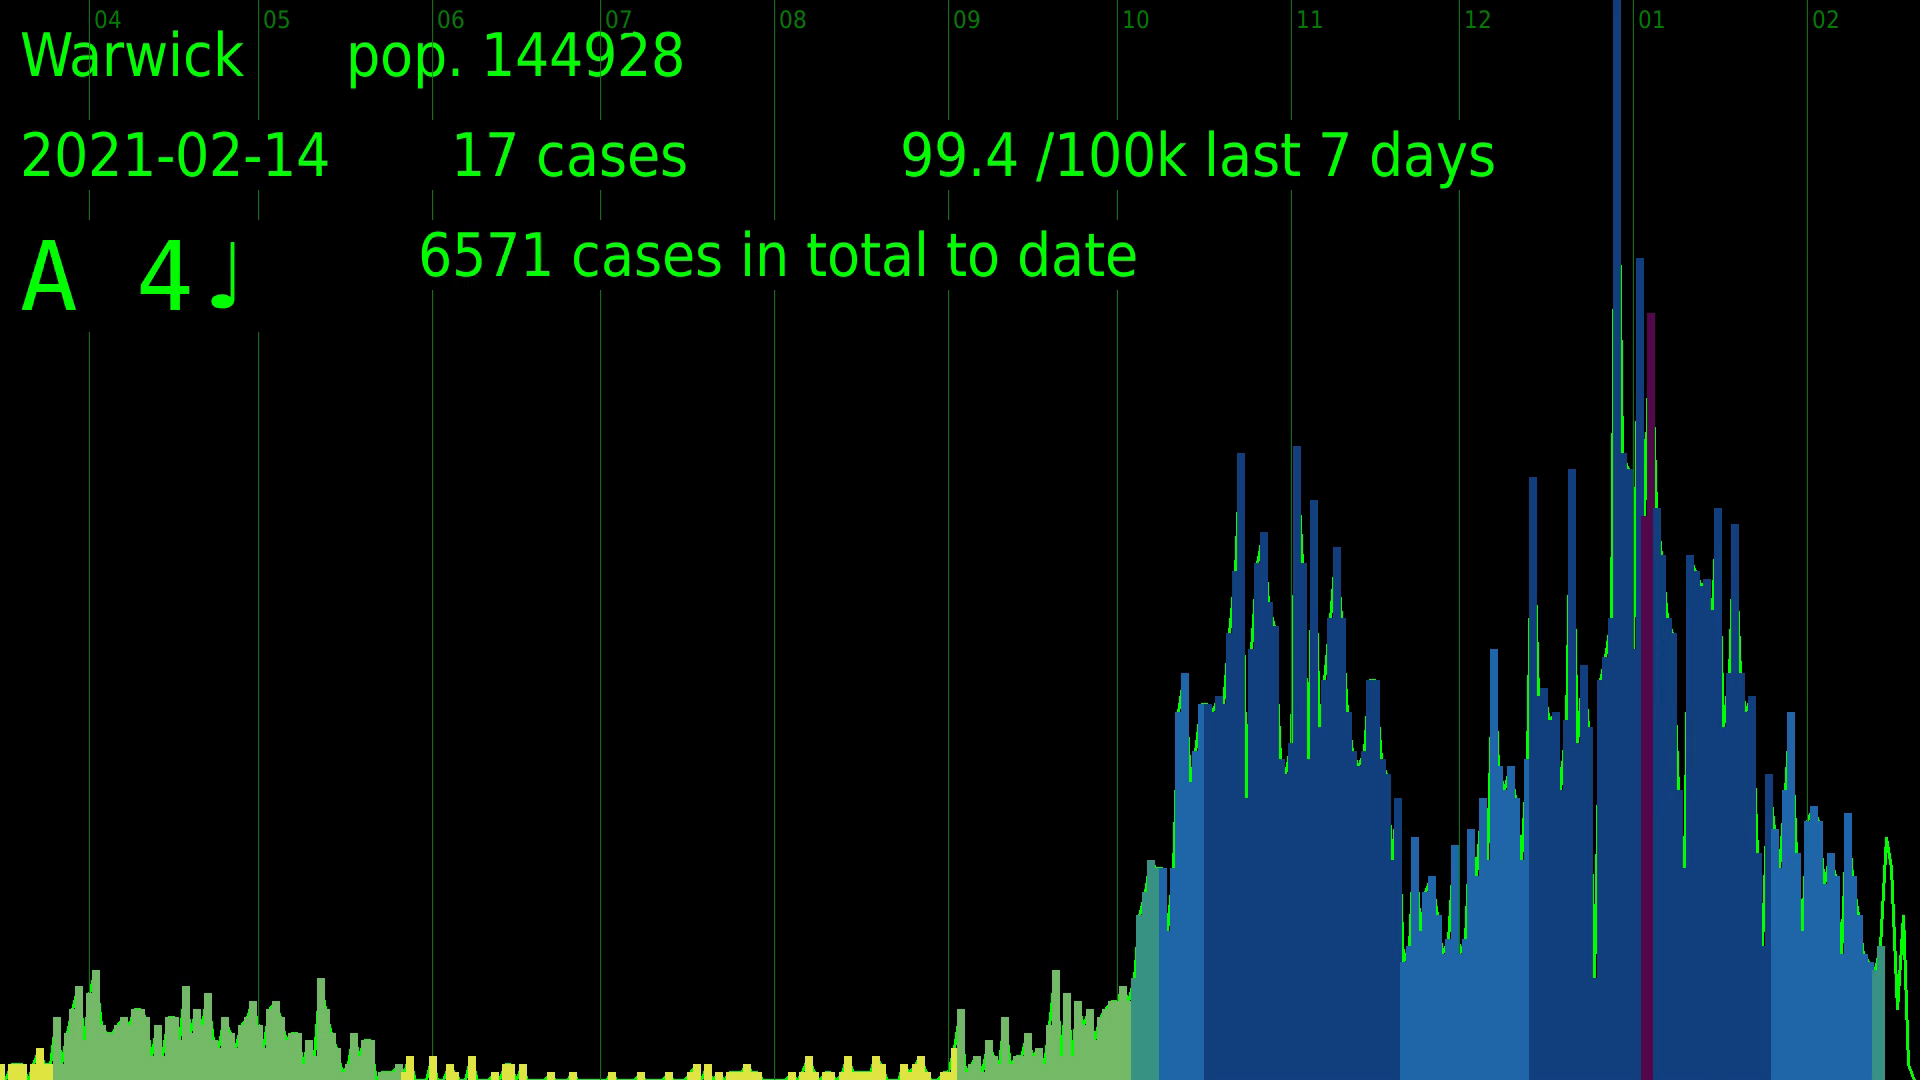 04 05 06 07 08 09 10 11 12 01 02
Warwick pop. 144928
2021-02-14 17 cases 99.4 /100k last 7 days
A 4♩ 6571 cases in total to date